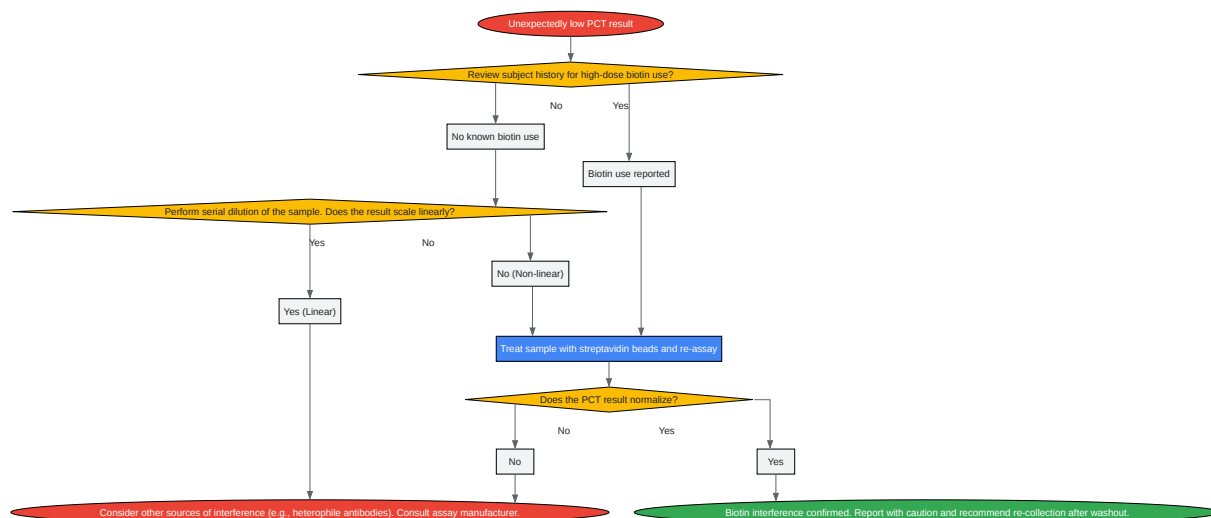 Unexpectedly low PCT result
Review subject history for high-dose biotin use?
No
Yes
No known biotin use
Biotin use reported
Perform serial dilution of the sample. Does the result scale linearly?
Yes
No
No (Non-linear)
Yes (Linear)
Treat sample with streptavidin beads and re-assay
Does the PCT result normalize?
No
Yes
No
Yes
Consider other sources of interference (e.g., heterophile antibodies). Consult assay manufacturer.
Biotin interference confirmed. Report with caution and recommend re-collection after washout.